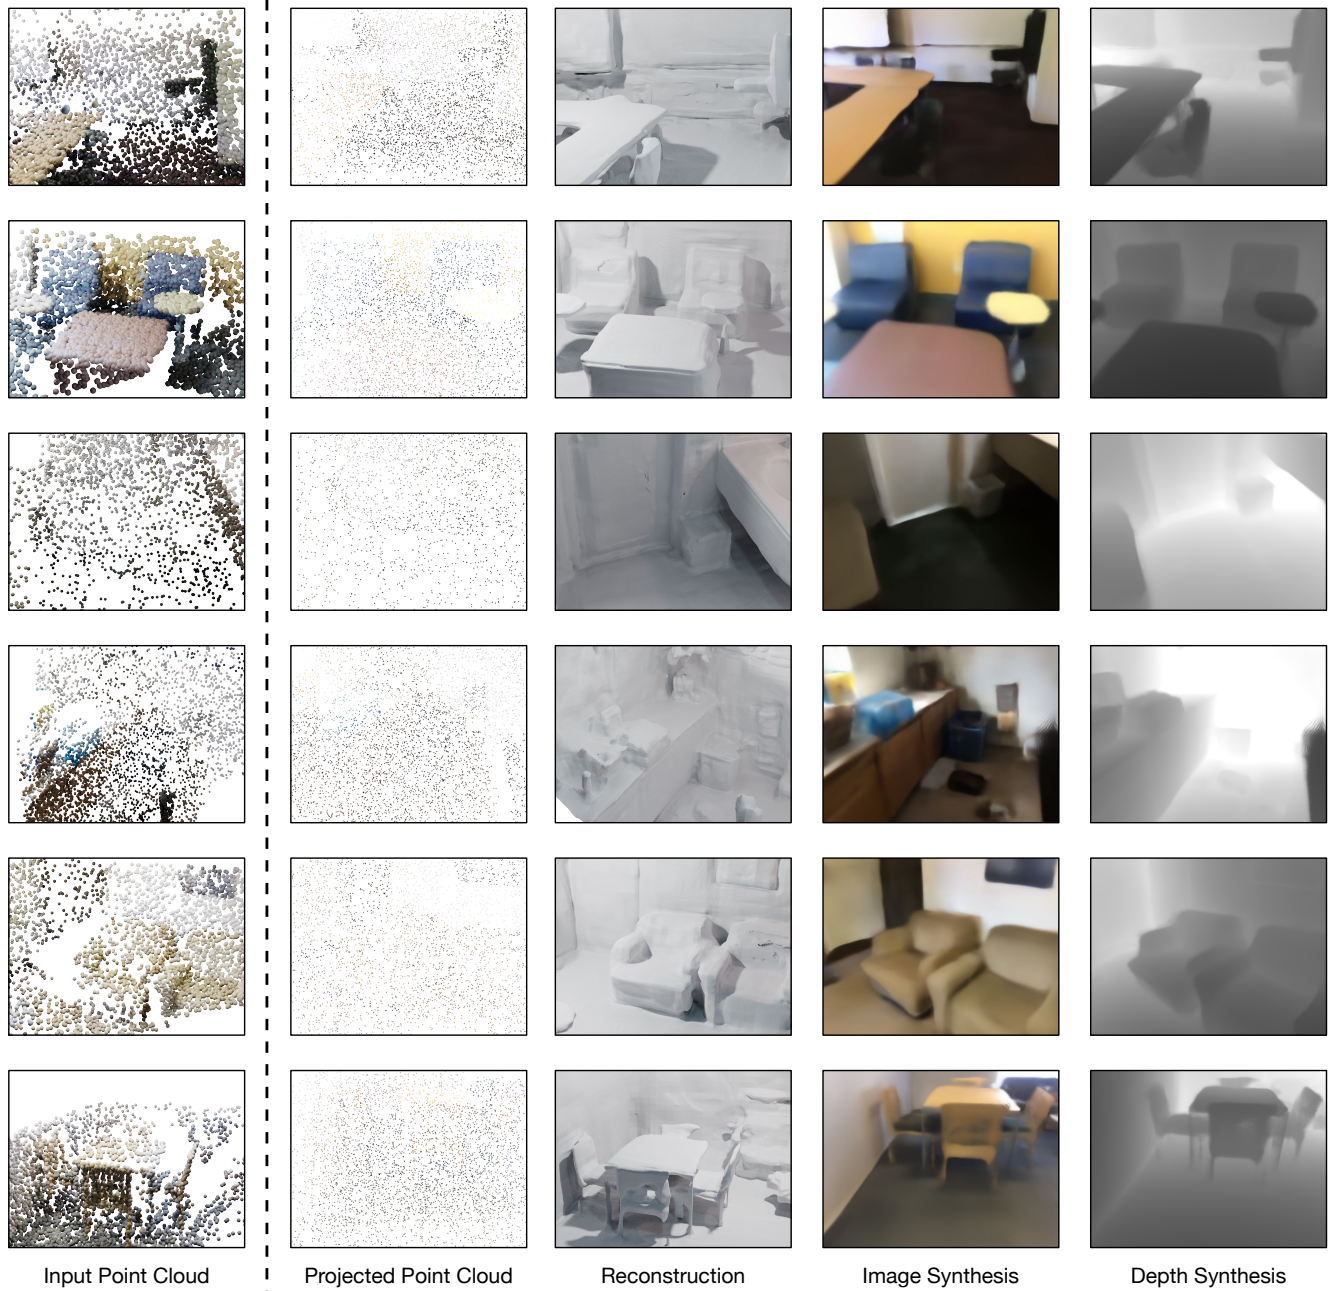 Input Point Cloud
Projected Point Cloud
Reconstruction
Image Synthesis
Depth Synthesis